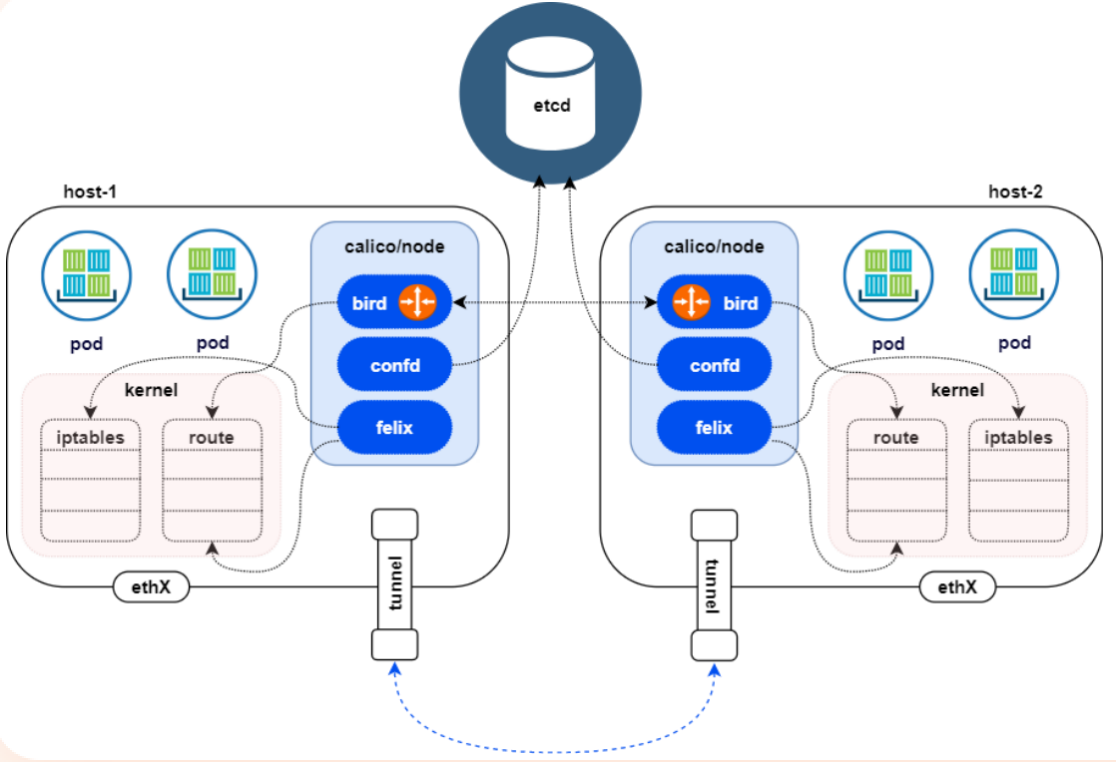 etcd
host-1
host-2
calico/node
bird
confd
felix
pod
pod
kernel
iptables
route
ethX
tunnel
calico/node
bird
confd
felix
pod
pod
kernel
route
iptables
ethX
tunnel